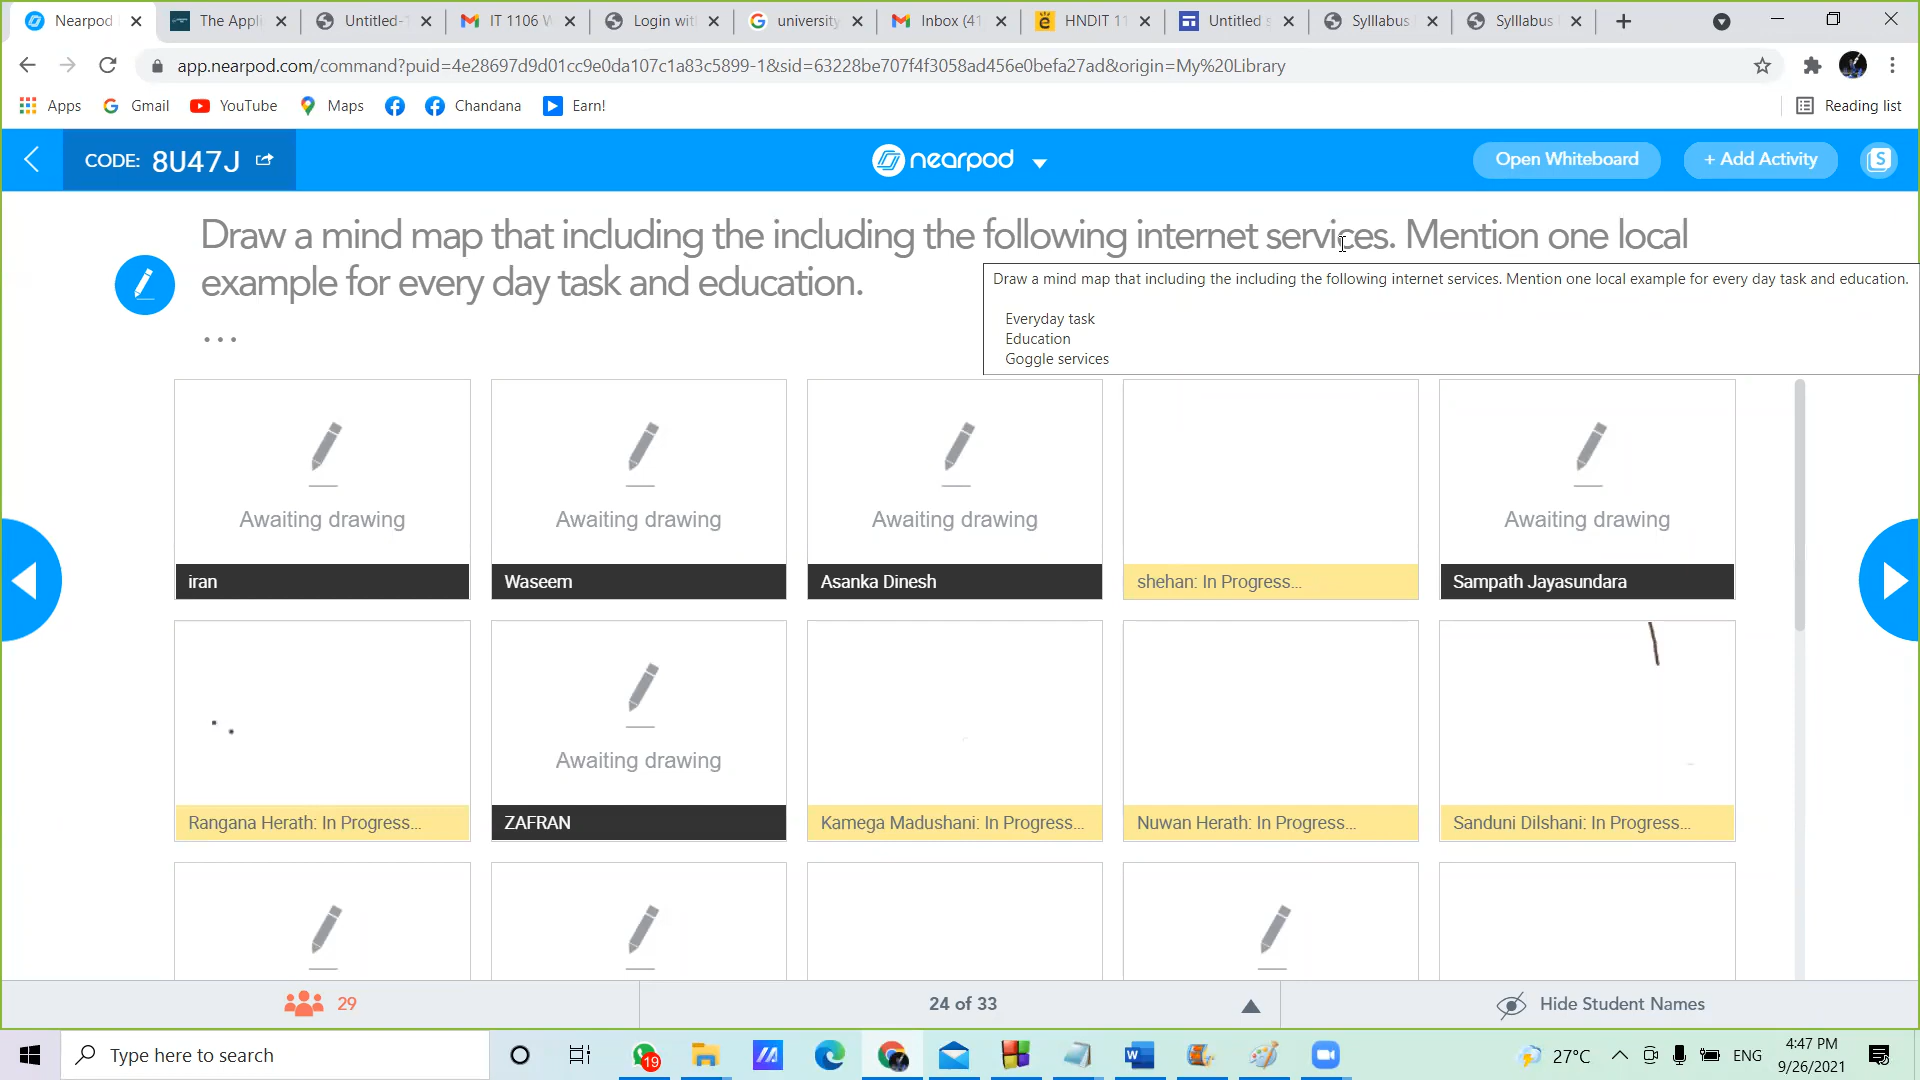 Nearpod
The Appli
Untitled-1
IT 1106 W
Login wit
university
Inbox (41
HNDIT 11
Untitled s
Sylllabus
Sylllabus
app.nearpod.com/command?puid=4e28697d9d01cc9e0da107c1a83c5899-1&sid=63228be707f4f3058ad456e0befa27ad&origin=My%20Library
Apps
Gmail
YouTube
Maps
Chandana
Earn!
Reading list
CODE: 8U47J
nearpod
Open Whiteboard
+ Add Activity
S
Draw a mind map that including the including the following internet services. Mention one local
example for every day task and education.
...
Draw a mind map that including the including the following internet services. Mention one local example for every day task and education.
Everyday task
Education
Goggle services
Awaiting drawing
Awaiting drawing
Awaiting drawing
Awaiting drawing
iran
Waseem
Asanka Dinesh
shehan: In Progress...
Sampath Jayasundara
Awaiting drawing
Rangana Herath: In Progress...
ZAFRAN
Kamega Madushani: In Progress...
Nuwan Herath: In Progress...
Sanduni Dilshani: In Progress...
29
24 of 33
Hide Student Names
Type here to search
19
27°C
ENG
4:47 PM
9/26/2021